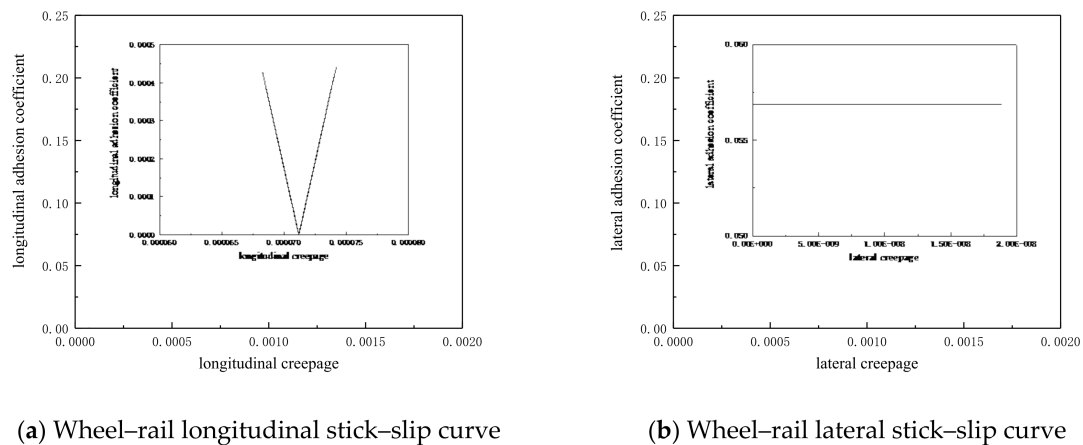 0.25
0.20
0.15
0.10
0.05
0.00
longitudinal adhesion coefficient
0.0005
0.0004
0.0003
0.0002
0.0001
0.0000
longitudinal adhesion coefficient
0.000060 0.000065 0.000070 0.000075 0.000080
longitudinal creepage
0.0000 0.0005 0.0010 0.0015 0.0020
longitudinal creepage
(a) Wheel–rail longitudinal stick–slip curve
0.25
0.20
0.15
0.10
0.05
0.00
lateral adhesion coefficient
0.060
0.055
0.050
lateral adhesion coefficient
0.00E+000 5.00E-009 1.00E-008 1.50E-008 2.00E-008
lateral creepage
0.0000 0.0005 0.0010 0.0015 0.0020
lateral creepage
(b) Wheel–rail lateral stick–slip curve